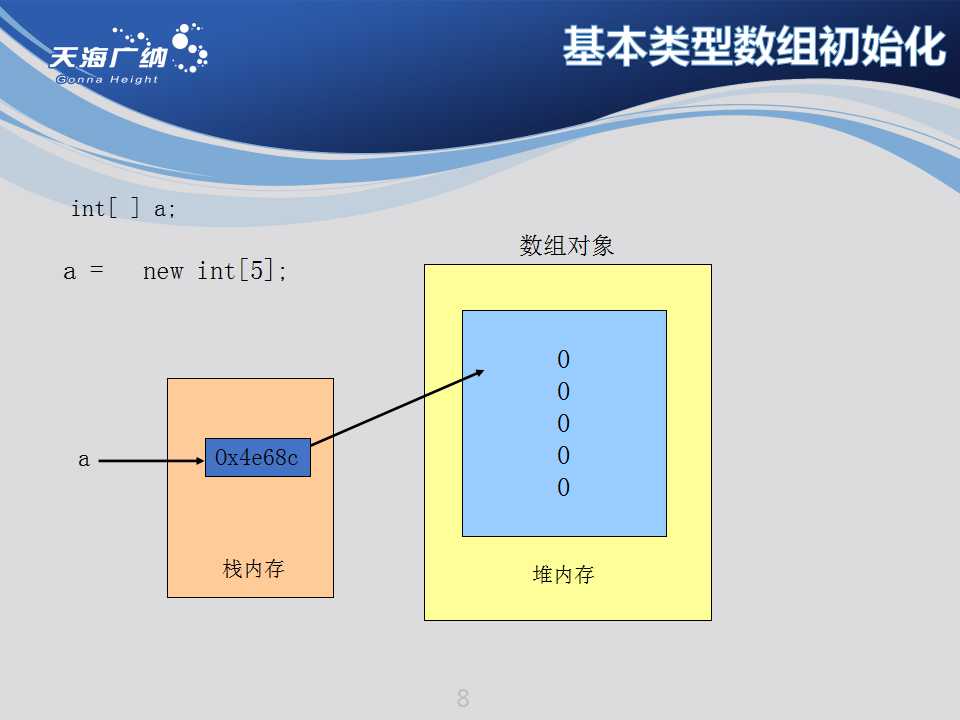 天海广纳
Gonna Height
基本类型数组初始化
int[ ] a;
数组对象
a =   new int[5];
0
0
0
0
0
a
0x4e68c
栈内存
堆内存
8